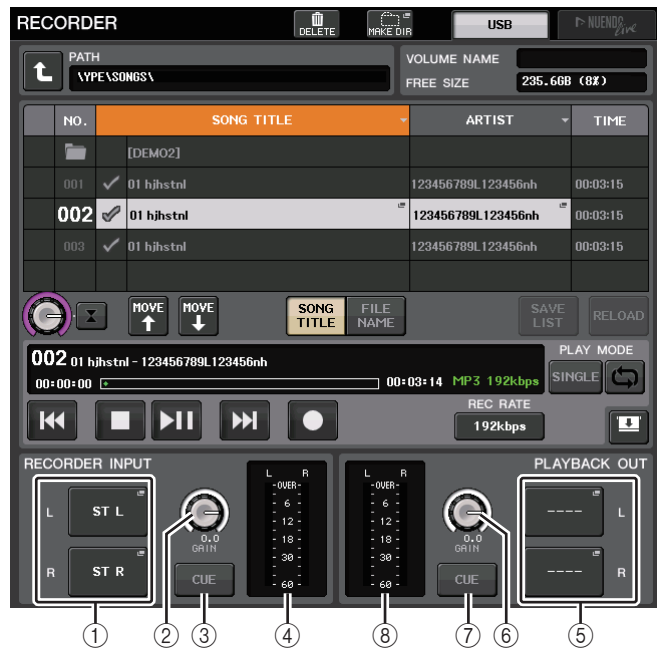 RECORDER
DELETE
MAKE DIR
USB
NUENDO Live
PATH
\YPE\SONGS\
VOLUME NAME
FREE SIZE 235.6GB (8%)
NO. SONG TITLE ARTIST TIME
[DEMO2]
001 01 hjhstnl 123456789L123456nh 00:03:15
002 01 hjhstnl 123456789L123456nh 00:03:15
003 01 hjhstnl 123456789L123456nh 00:03:15
MOVE
MOVE
SONG TITLE
FILE NAME
SAVE LIST
RELOAD
002 01 hjhstnl - 123456789L123456nh
00:00:00 00:03:14 MP3 192kbps
PLAY MODE
SINGLE
REC RATE
192kbps
RECORDER INPUT
PLAYBACK OUT
L ST L
R ST R
0.0
GAIN
CUE
L R
-OVER-
6
12
18
30
60
L R
-OVER-
6
12
18
30
60
0.0
GAIN
CUE
---- L
---- R
① ② ③ ④ ⑧ ⑦ ⑥ ⑤